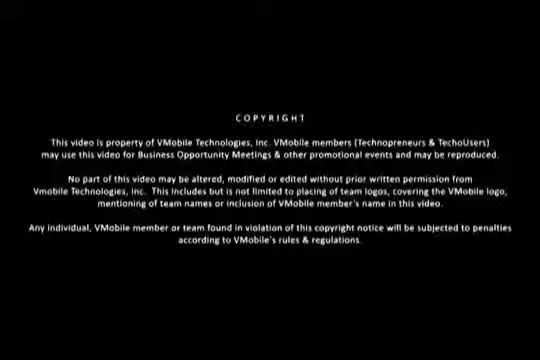 COPYRIGHT
This video is property of VMobile Technologies, Inc. VMobile members (Technopreneurs & TechoUsers)
may use this video for Business Opportunity Meetings & other promotional events and may be reproduced.
No part of this video may be altered, modified or edited without prior written permission from
Vmobile Technologies, Inc. This includes but is not limited to placing of team logos, covering the VMobile logo,
mentioning of team names or inclusion of VMobile member's name in this video.
Any individual, VMobile member or team found in violation of this copyright notice will be subjected to penalties
according to VMobile's rules & regulations.